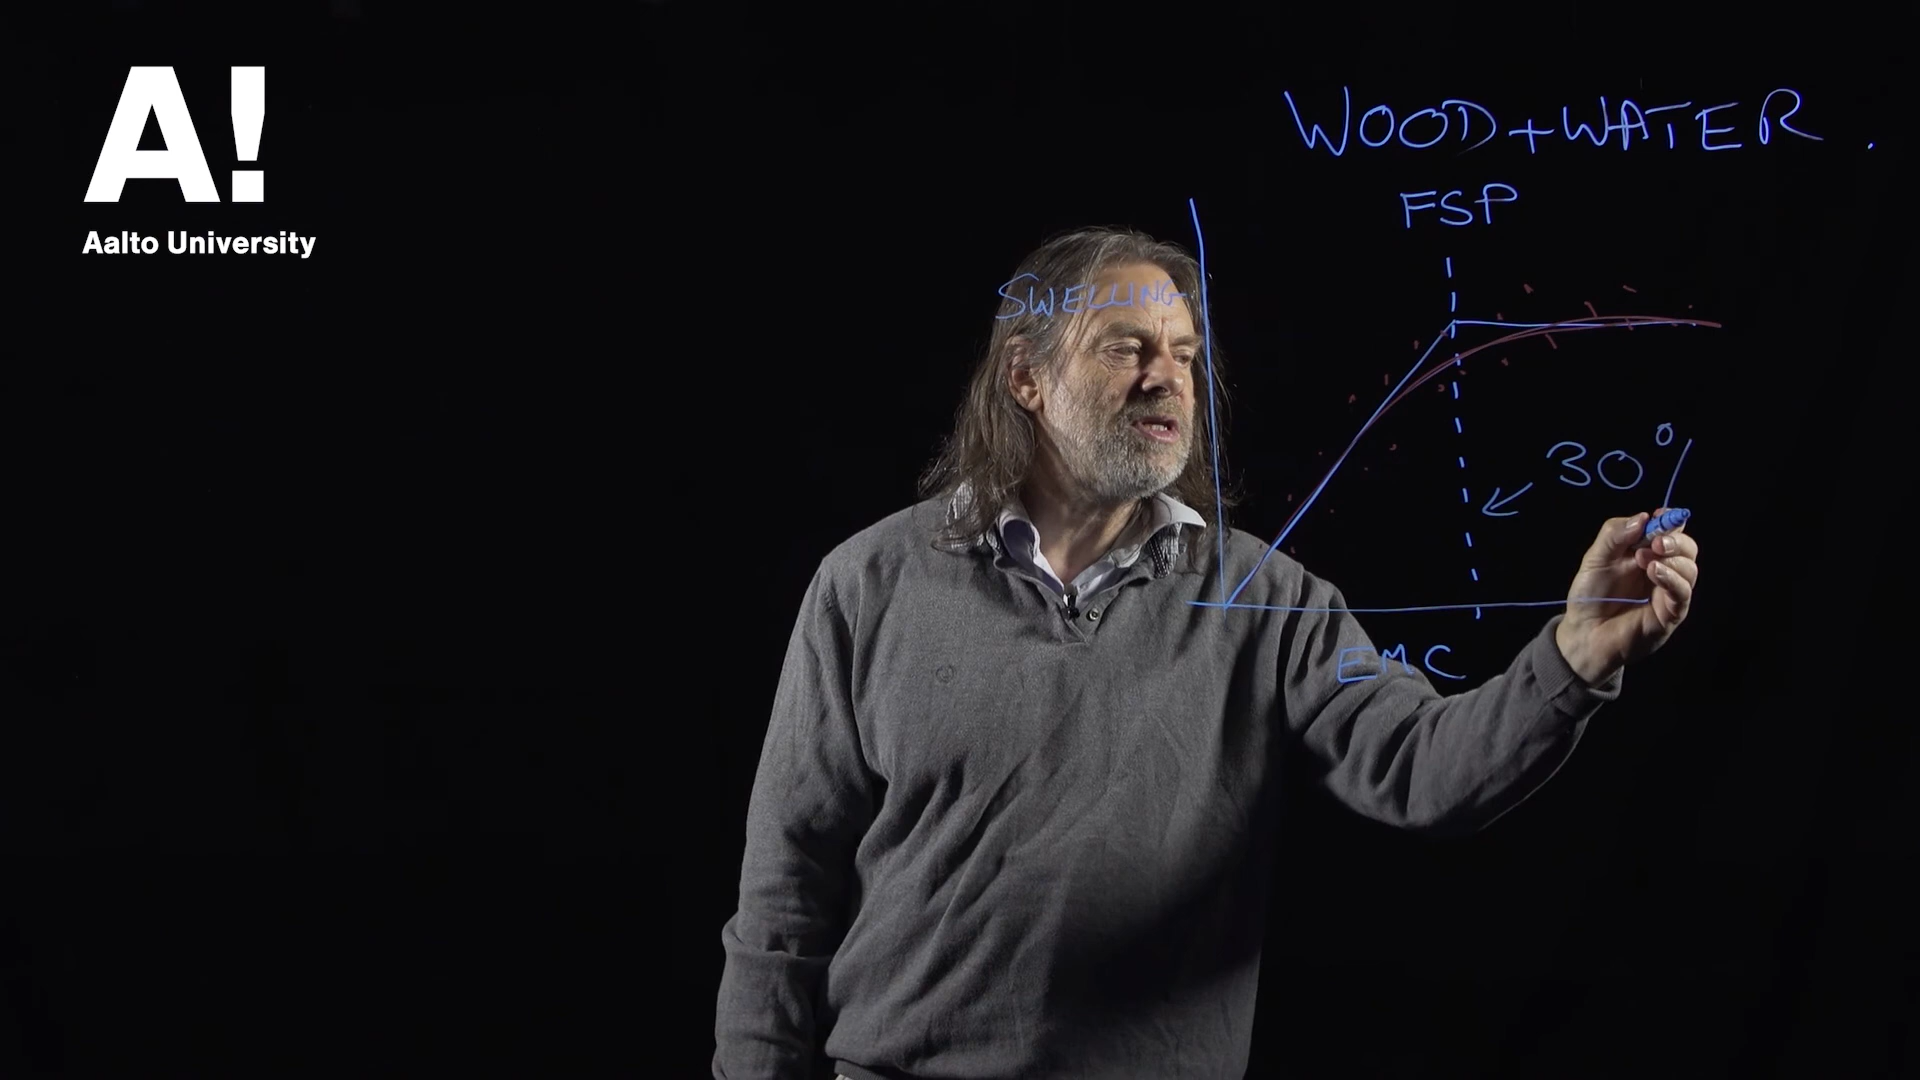 A!
Aalto University
WOOD + WATER.
FSP
SWELLING
30%
EMC